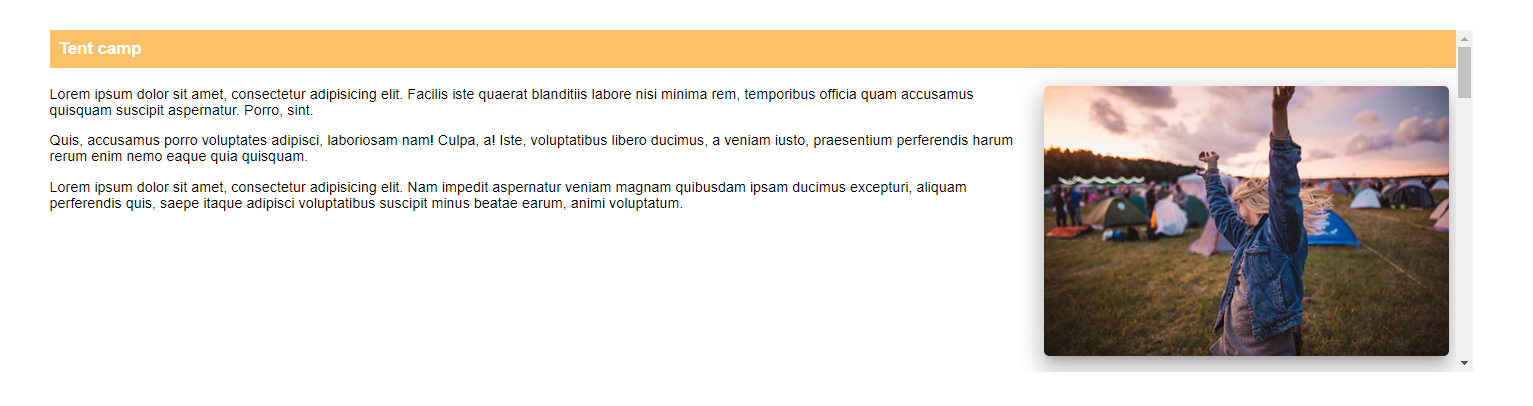 Tent camp
Lorem ipsum dolor sit amet, consectetur adipisicing elit. Facilis iste quaerat blanditiis labore nisi minima rem, temporibus officia quam accusamus
quisquam suscipit aspernatur. Porro, sint.
Quis, accusamus porro voluptates adipisci, laboriosam nam! Culpa, a! Iste, voluptatibus libero ducimus, a veniam iusto, praesentium perferendis harum
rerum enim nemo eaque quia quisquam.
Lorem ipsum dolor sit amet, consectetur adipisicing elit. Nam impedit aspernatur veniam magnam quibusdam ipsam ducimus excepturi, aliquam
perferendis quis, saepe itaque adipisci voluptatibus suscipit minus beatae earum, animi voluptatum.